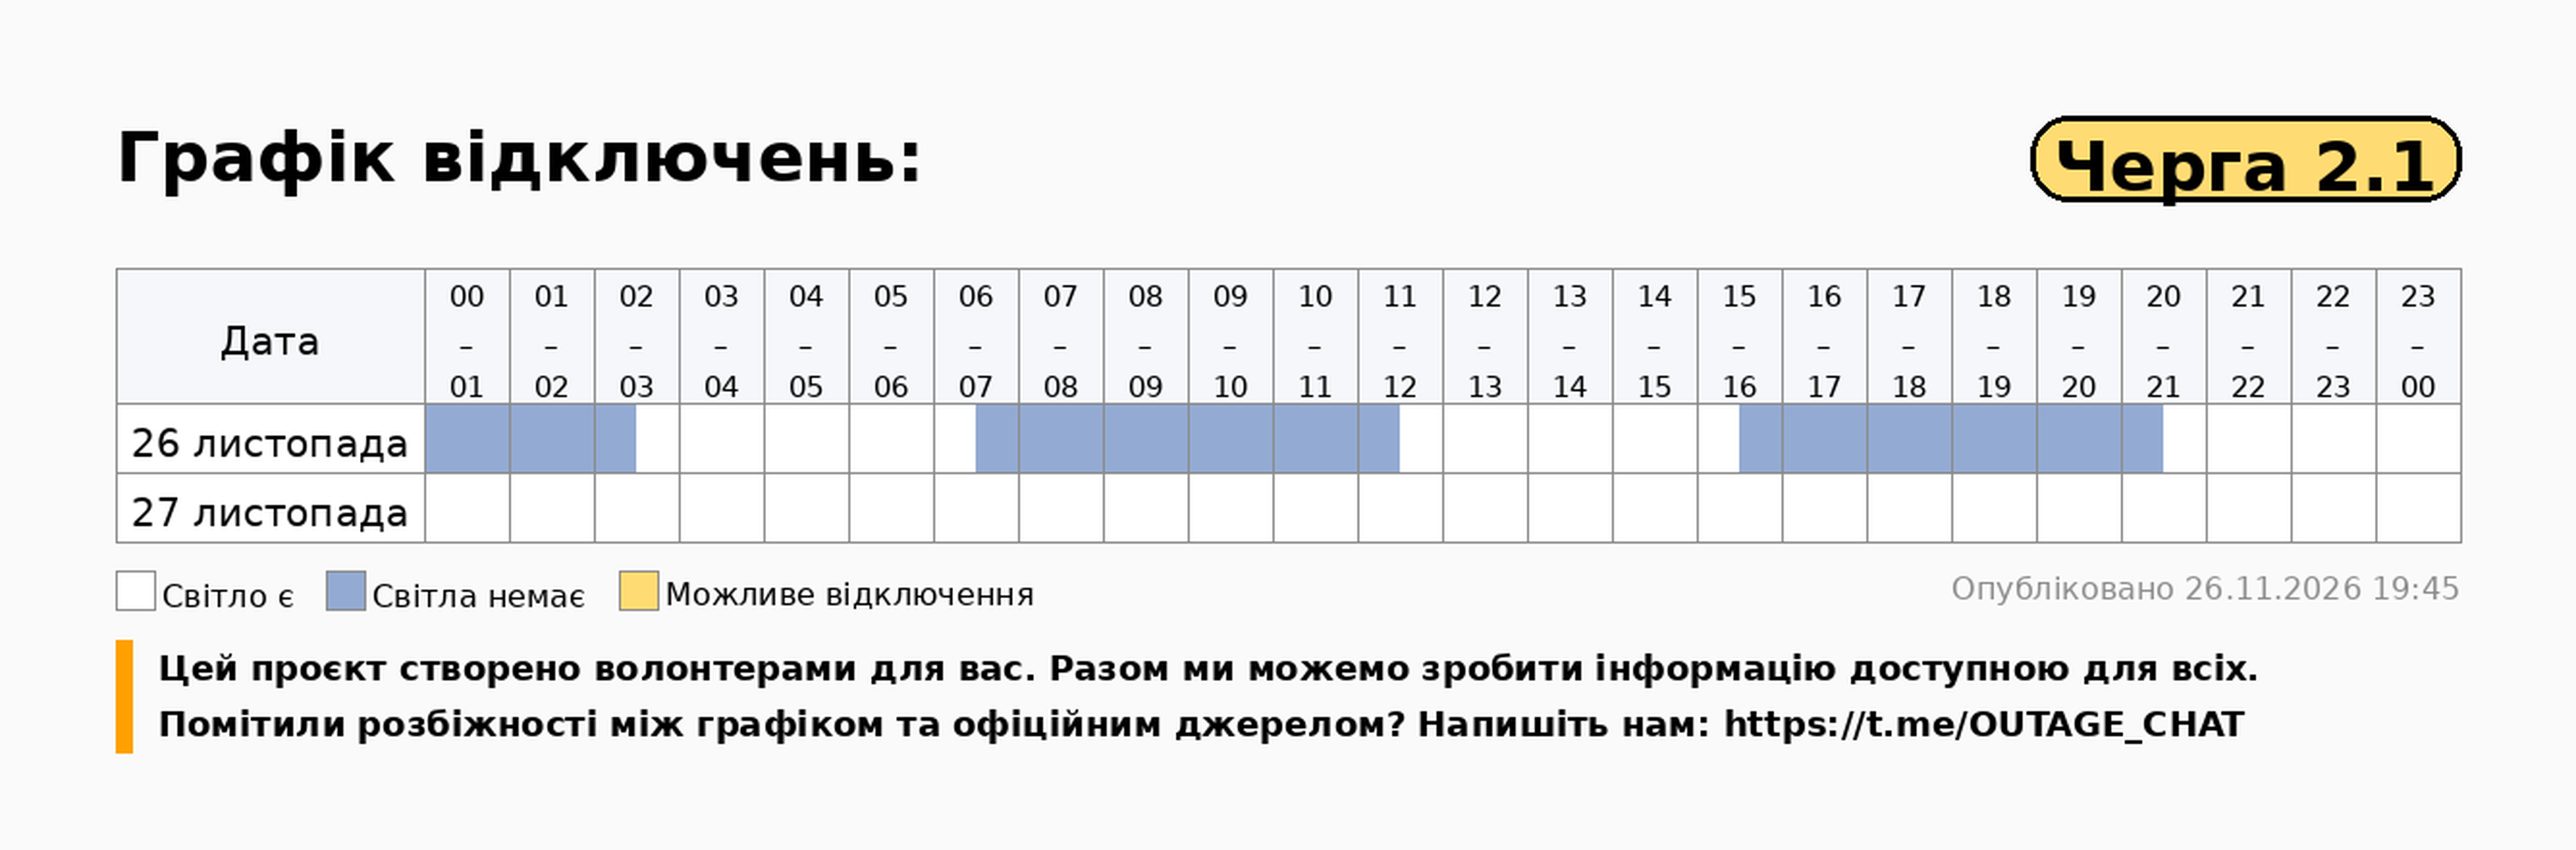 Графік відключень:
Черга 2.1
Дата 00 – 01 01 – 02 02 – 03 03 – 04 04 – 05 05 – 06 06 – 07 07 – 08 08 – 09 09 – 10 10 – 11 11 – 12 12 – 13 13 – 14 14 – 15 15 – 16 16 – 17 17 – 18 18 – 19 19 – 20 20 – 21 21 – 22 22 – 23 23 – 00
26 листопада
27 листопада
Світло є Світла немає Можливе відключення
Опубліковано 26.11.2026 19:45
Цей проєкт створено волонтерами для вас. Разом ми можемо зробити інформацію доступною для всіх.
Помітили розбіжності між графіком та офіційним джерелом? Напишіть нам: https://t.me/OUTAGE_CHAT